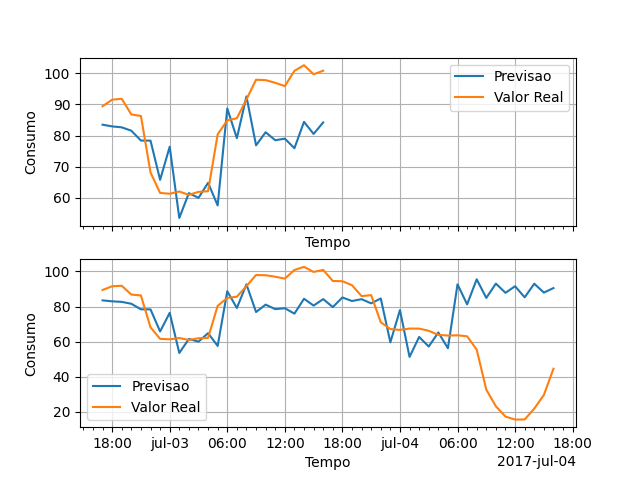 100
90
80
70
60
Consumo
Previsao
Valor Real
Tempo
100
80
60
40
20
Consumo
Previsao
Valor Real
18:00 jul-03 06:00 12:00 18:00 jul-04 06:00 12:00 18:00
Tempo
2017-jul-04